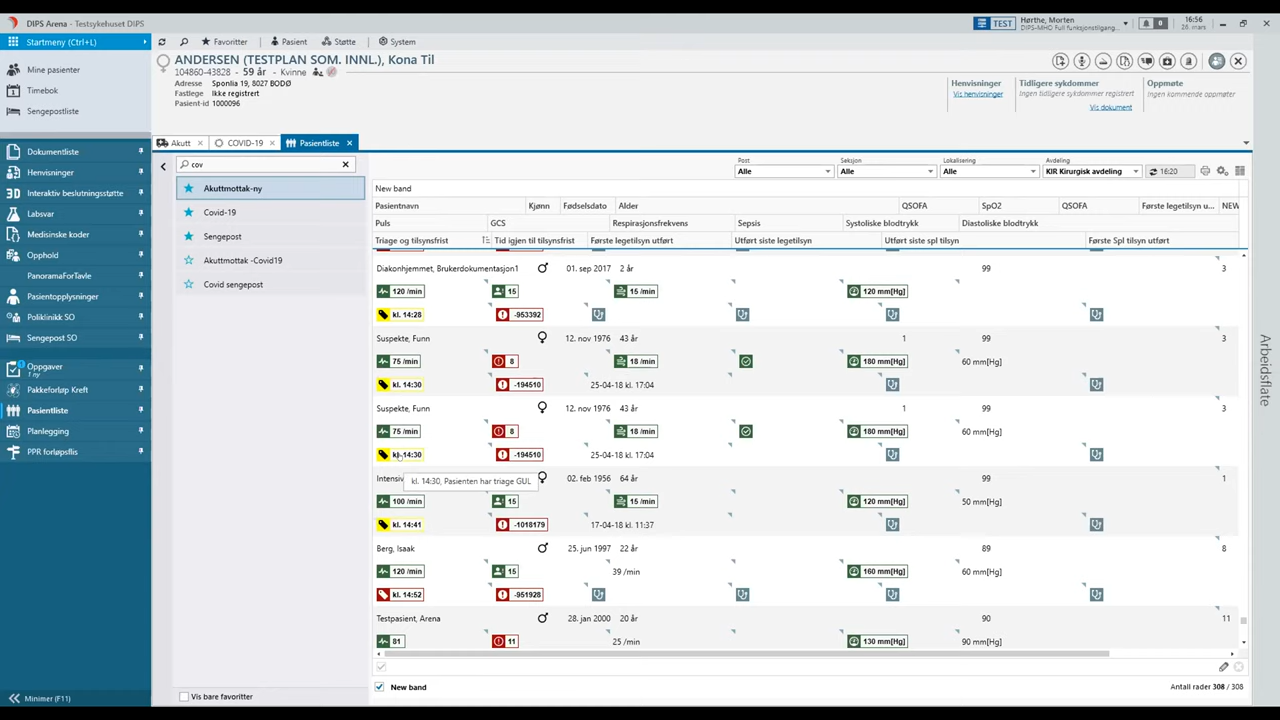 DIPS Arena - Testsykehuset DIPS
TEST
Hørthe, Morten
DIPS-MHO Full funksjonstilgang...
0
16:56
26. mars
Startmeny (Ctrl+L)
Favoritter
Pasient
Støtte
System
Mine pasienter
Timebok
Sengepostliste
Dokumentliste
Henvisninger
Interaktiv beslutningsstøtte
Labsvar
Medisinske koder
Opphold
PanoramaForTavle
Pasientopplysninger
Poliklinikk SO
Sengepost SO
Oppgaver
1 ny
Pakkeforløp Kreft
Pasientliste
Planlegging
PPR forløpsflis
Minimer (F11)
ANDERSEN (TESTPLAN SOM. INNL.), Kona Til
104860-43828 - 59 år - Kvinne
Adresse Sponlia 19, 8027 BODØ
Fastlege Ikke registrert
Pasient-id 1000096
Henvisninger
Vis henvisninger
Tidligere sykdommer
Ingen tidligere sykdommer registrert
Vis dokument
Oppmøte
Ingen kommende oppmøter
Akutt
COVID-19
Pasientliste
cov
Akuttmottak-ny
Covid-19
Sengepost
Akuttmottak -Covid19
Covid sengepost
Vis bare favoritter
Post
Alle
Seksjon
Alle
Lokalisering
Alle
Avdeling
KIR Kirurgisk avdeling
16:20
New band
Pasientnavn Kjønn Fødselsdato Alder QSOFA SpO2 QSOFA Første legetilsyn u... NEW
Puls GCS Respirasjonsfrekvens Sepsis Systoliske blodtrykk Diastoliske blodtrykk
Triage og tilsynsfrist Tid igjen til tilsynfrist Første legetilsyn utført Utført siste legetilsyn Utført siste spl tilsyn Første Spl tilsyn utført
Diakonhjemmet, Brukerdokumentasjon1 01. sep 2017 2 år 99 3
120 /min 15 15 /min 120 mm[Hg]
kl. 14:28 -953392
Suspekte, Funn 12. nov 1976 43 år 1 99 3
75 /min 8 18 /min 180 mm[Hg] 60 mm[Hg]
kl. 14:30 -194510 25-04-18 kl. 17:04
Suspekte, Funn 12. nov 1976 43 år 1 99 3
75 /min 8 18 /min 180 mm[Hg] 60 mm[Hg]
kl. 14:30 -194510 25-04-18 kl. 17:04
kl. 14:30, Pasienten har triage GUL
Intensiv 02. feb 1956 64 år 99 1
100 /min 15 15 /min 120 mm[Hg] 50 mm[Hg]
kl. 14:41 -1018179 17-04-18 kl. 11:37
Berg, Isaak 25. jun 1997 22 år 89 8
120 /min 15 39 /min 160 mm[Hg] 60 mm[Hg]
kl. 14:52 -951928
Testpasient, Arena 28. jan 2000 20 år 90 11
81 11 25 /min 130 mm[Hg] 90 mm[Hg]
New band
Antall rader 308 / 308
Arbeidsflate